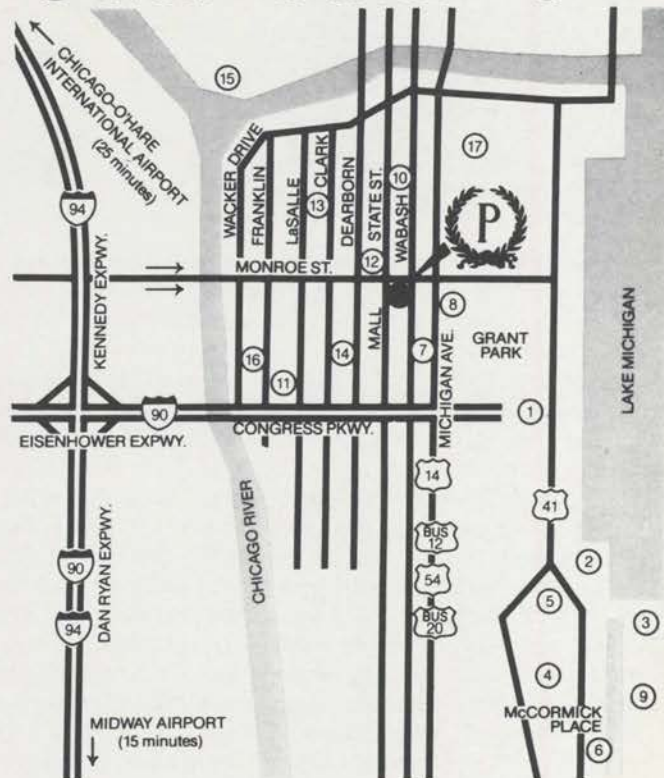 CHICAGO-O'HARE
INTERNATIONAL AIRPORT
(25 minutes)
15
94
KENNEDY EXPWY.
WACKER DRIVE
FRANKLIN
LaSALLE
13
CLARK
DEARBORN
STATE ST.
10
WABASH
17
P
12
MONROE ST.
8
MALL
MICHIGAN AVE.
GRANT
PARK
LAKE MICHIGAN
16
11
14
7
1
90
CONGRESS PKWY.
EISENHOWER EXPWY.
14
BUS
12
54
BUS
20
41
2
5
3
4
9
McCORMICK
PLACE
6
CHICAGO RIVER
90
DAN RYAN EXPWY.
94
MIDWAY AIRPORT
(15 minutes)